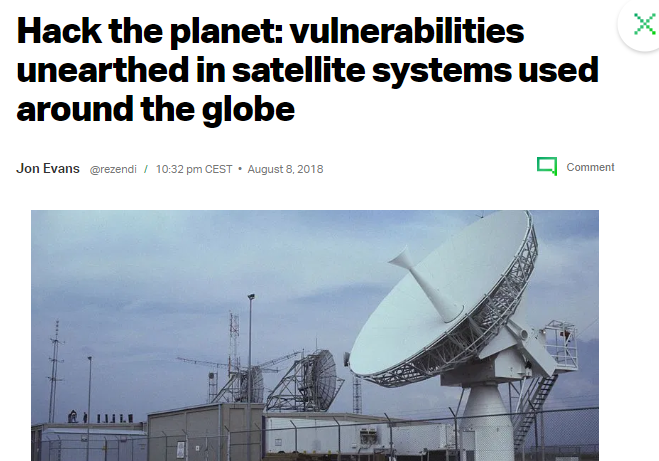 Hack the planet: vulnerabilities
unearthed in satellite systems used
around the globe
Jon Evans @rezendi / 10:32 pm CEST • August 8, 2018
Comment